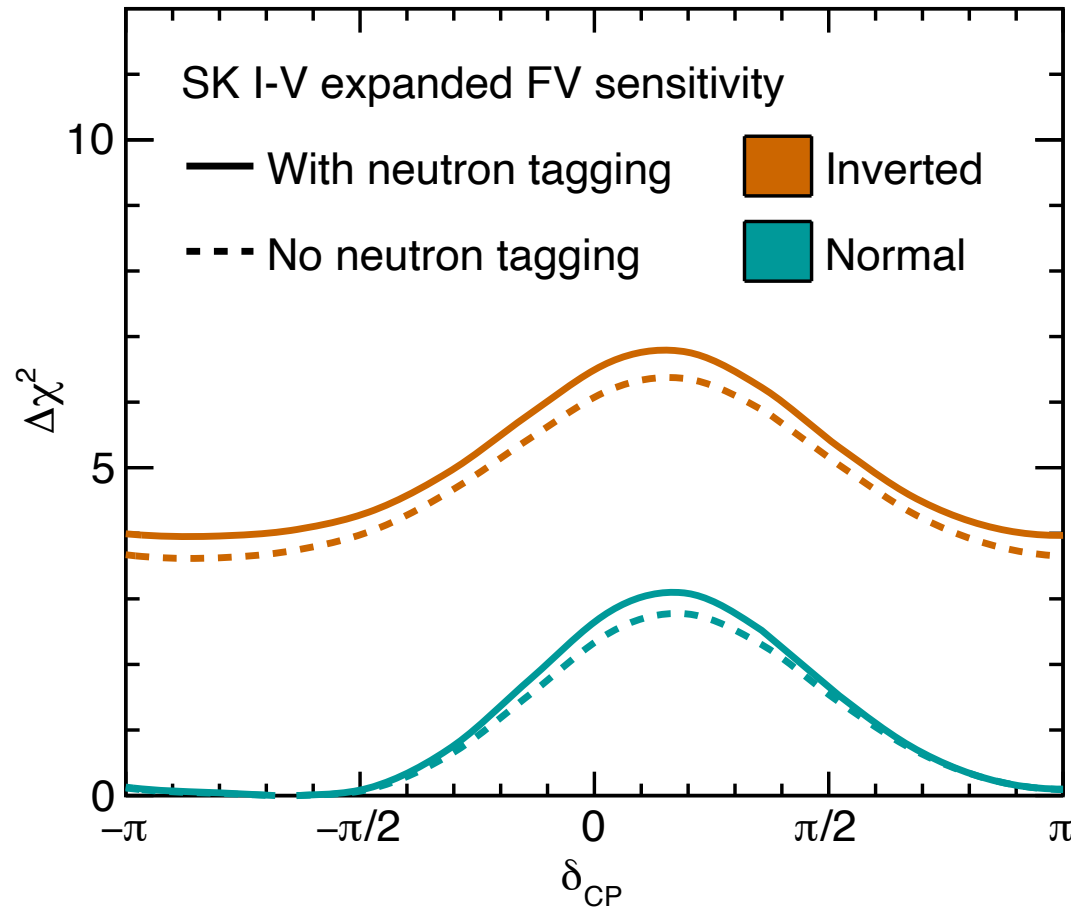 SK I-V expanded FV sensitivity
With neutron tagging
Inverted
No neutron tagging
Normal
10
5
0
Δχ²
−π
−π/2
0
π/2
π
δ_CP